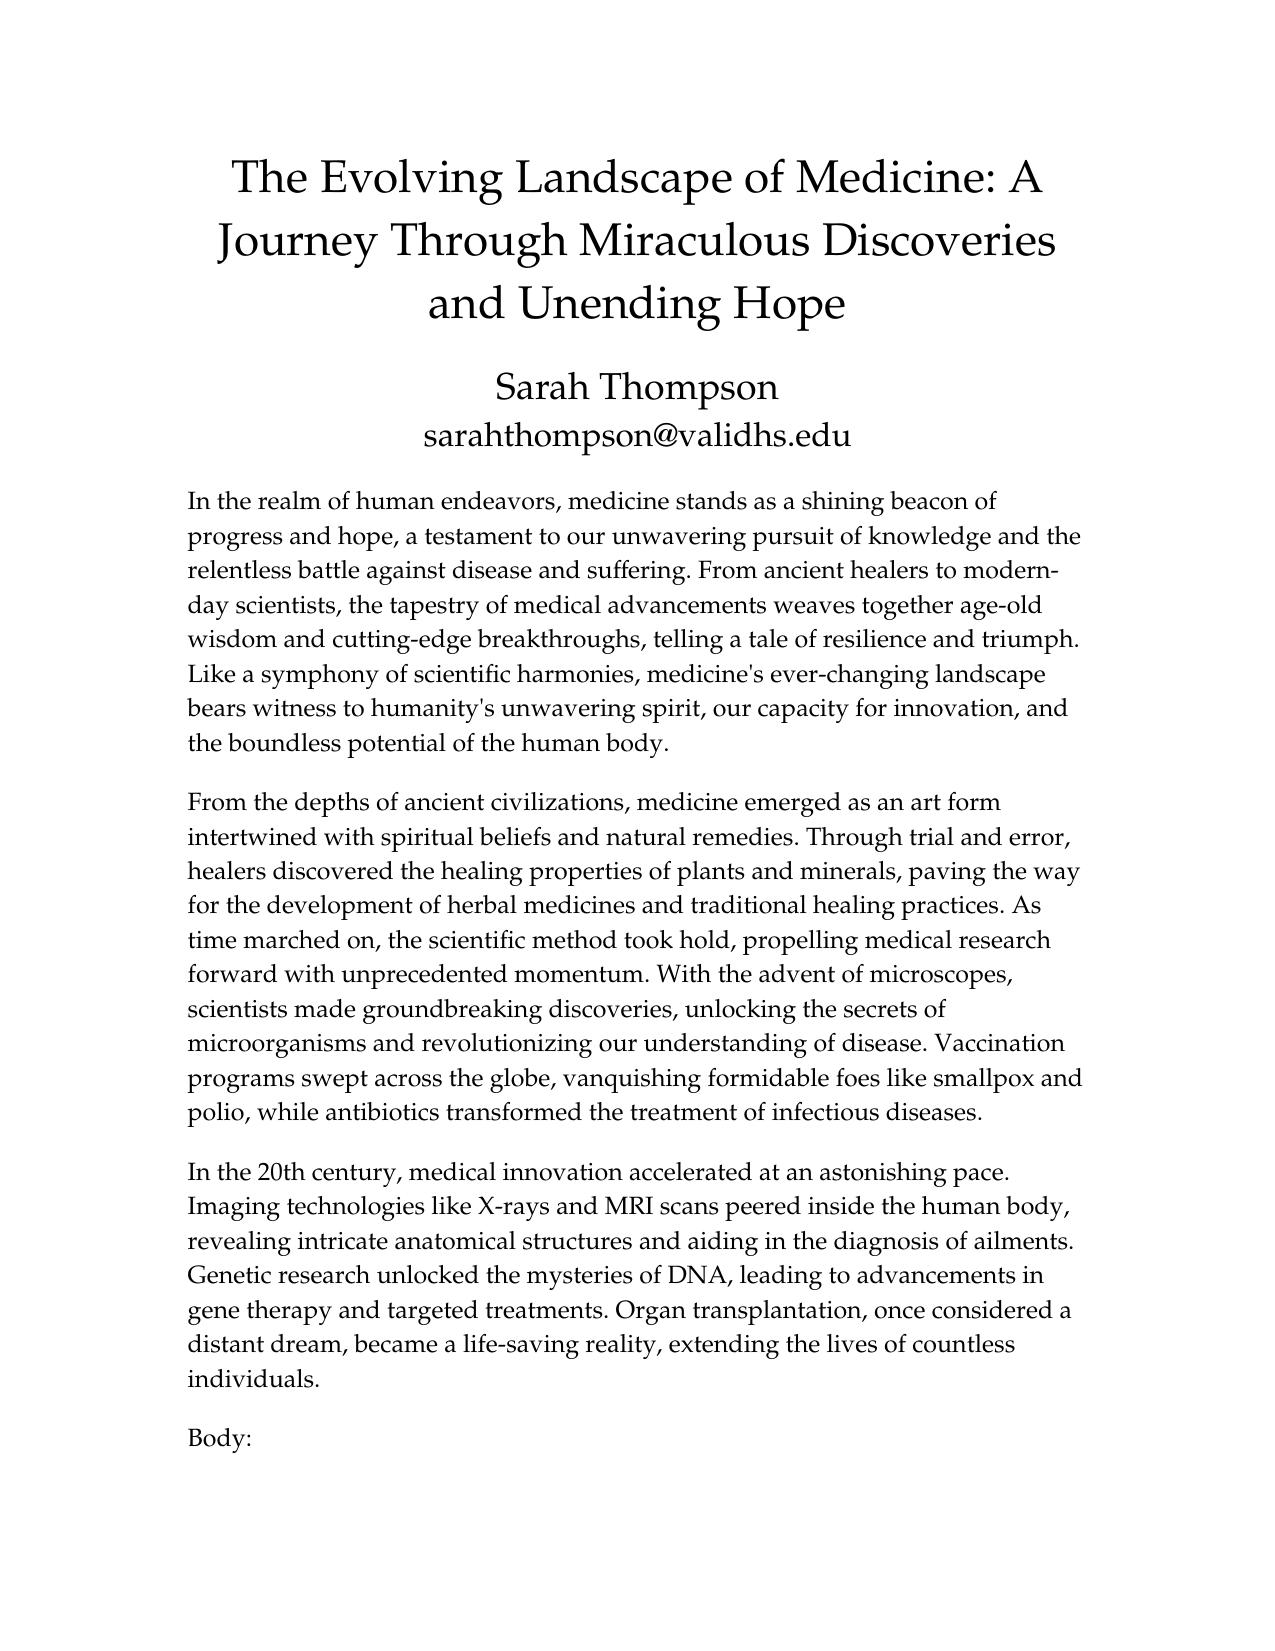 The Evolving Landscape of Medicine: A
Journey Through Miraculous Discoveries
and Unending Hope
Sarah Thompson
sarahthompson@validhs.edu
In the realm of human endeavors, medicine stands as a shining beacon of
progress and hope, a testament to our unwavering pursuit of knowledge and the
relentless battle against disease and suffering. From ancient healers to modern-
day scientists, the tapestry of medical advancements weaves together age-old
wisdom and cutting-edge breakthroughs, telling a tale of resilience and triumph.
Like a symphony of scientific harmonies, medicine's ever-changing landscape
bears witness to humanity's unwavering spirit, our capacity for innovation, and
the boundless potential of the human body.
From the depths of ancient civilizations, medicine emerged as an art form
intertwined with spiritual beliefs and natural remedies. Through trial and error,
healers discovered the healing properties of plants and minerals, paving the way
for the development of herbal medicines and traditional healing practices. As
time marched on, the scientific method took hold, propelling medical research
forward with unprecedented momentum. With the advent of microscopes,
scientists made groundbreaking discoveries, unlocking the secrets of
microorganisms and revolutionizing our understanding of disease. Vaccination
programs swept across the globe, vanquishing formidable foes like smallpox and
polio, while antibiotics transformed the treatment of infectious diseases.
In the 20th century, medical innovation accelerated at an astonishing pace.
Imaging technologies like X-rays and MRI scans peered inside the human body,
revealing intricate anatomical structures and aiding in the diagnosis of ailments.
Genetic research unlocked the mysteries of DNA, leading to advancements in
gene therapy and targeted treatments. Organ transplantation, once considered a
distant dream, became a life-saving reality, extending the lives of countless
individuals.
Body: